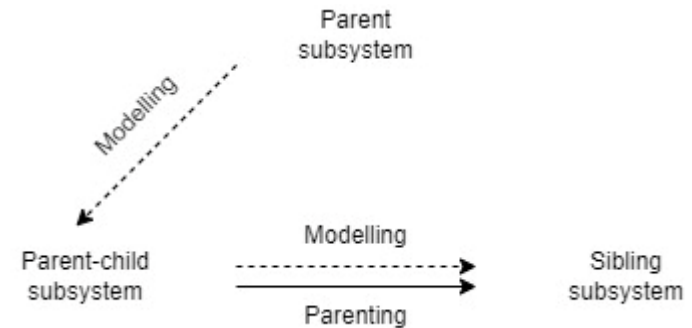 Parent
subsystem
Modelling
Modelling
Parent-child
subsystem
Sibling
subsystem
Parenting